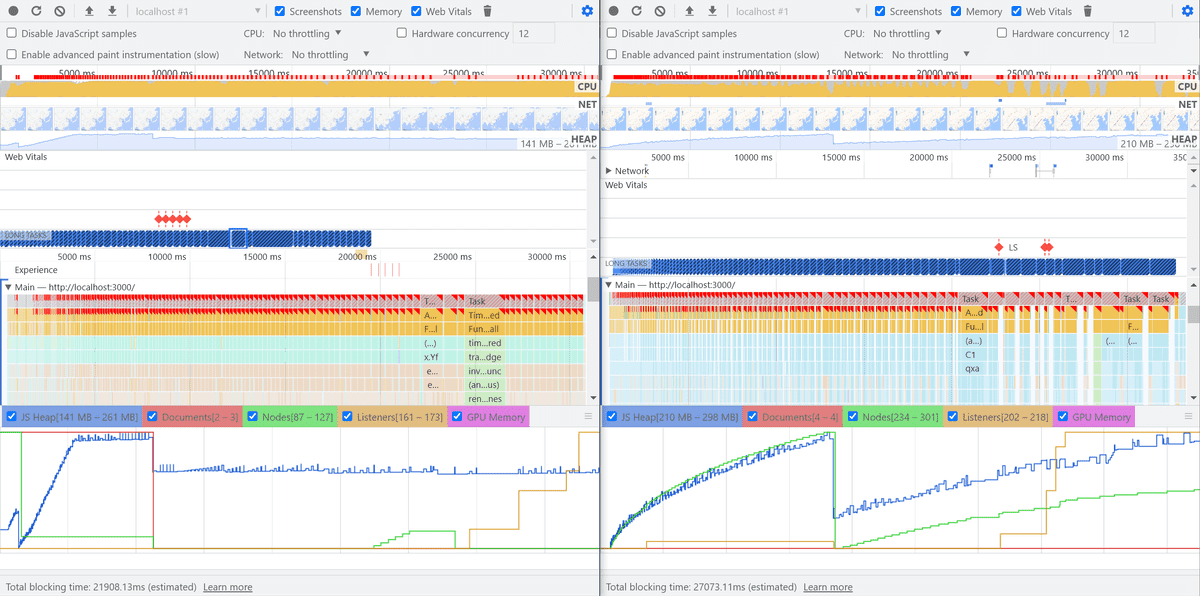 localhost #1 Screenshots Memory Web Vitals
Disable JavaScript samples CPU: No throttling Hardware concurrency 12
Enable advanced paint instrumentation (slow) Network: No throttling
5000 ms 10000 ms 15000 ms 20000 ms 25000 ms 30000 ms
CPU
NET
HEAP
141 MB – 261 MB
Web Vitals
LONG TASKS
5000 ms 10000 ms 15000 ms 20000 ms 25000 ms 30000 ms
Experience
Main — http://localhost:3000/
T... Task
A... Tim...ed
F...l Fun...all
(...) tim...red
x.Yf tra...dge
e... inv...unc
e... (an...us)
ren...nes
JS Heap[141 MB – 261 MB] Documents[2 – 3] Nodes[87 – 127] Listeners[161 – 173] GPU Memory
Total blocking time: 21908.13ms (estimated) Learn more
localhost #1 Screenshots Memory Web Vitals
Disable JavaScript samples CPU: No throttling Hardware concurrency 12
Enable advanced paint instrumentation (slow) Network: No throttling
5000 ms 10000 ms 15000 ms 20000 ms 25000 ms 30000 ms
CPU
NET
HEAP
210 MB – 298 MB
5000 ms 10000 ms 15000 ms 20000 ms 25000 ms 30000 ms
Network
Web Vitals
LS
LONG TASKS
Main — http://localhost:3000/
Task T... Task Task
A...d
Fu...l F...
(a...) (... (...
C1
qxa
JS Heap[210 MB – 298 MB] Documents[4 – 4] Nodes[234 – 301] Listeners[202 – 218] GPU Memory
Total blocking time: 27073.11ms (estimated) Learn more